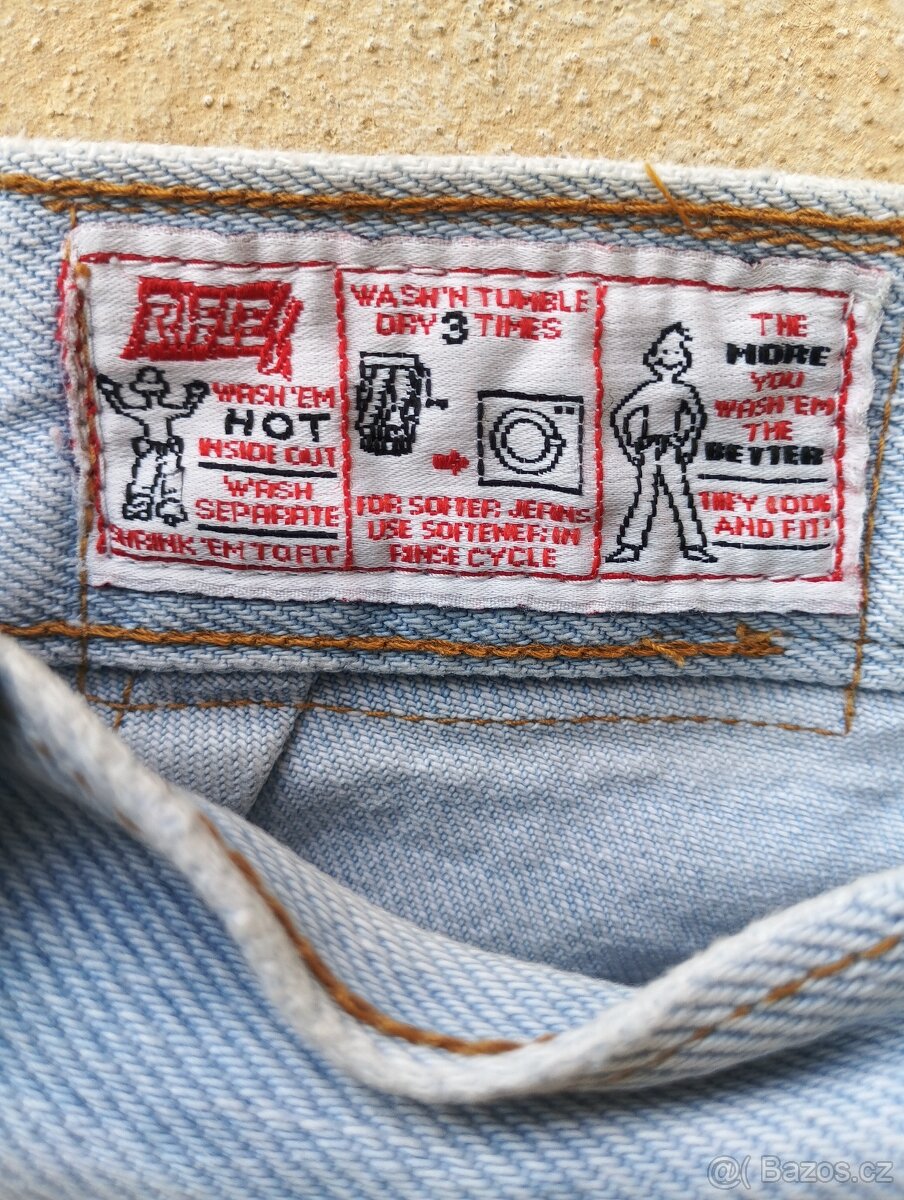 WASH 'EM
HOT
INSIDE OUT
WASH
SEPARATE
SHRINK 'EM TO FIT
WASH'N TUMBLE
DRY 3 TIMES
FOR SOFTER JEANS
USE SOFTENER IN
RINSE CYCLE
THE
MORE
YOU
WASH 'EM
THE
BETTER
THEY LOOK
AND FIT!
@( Bazos.cz